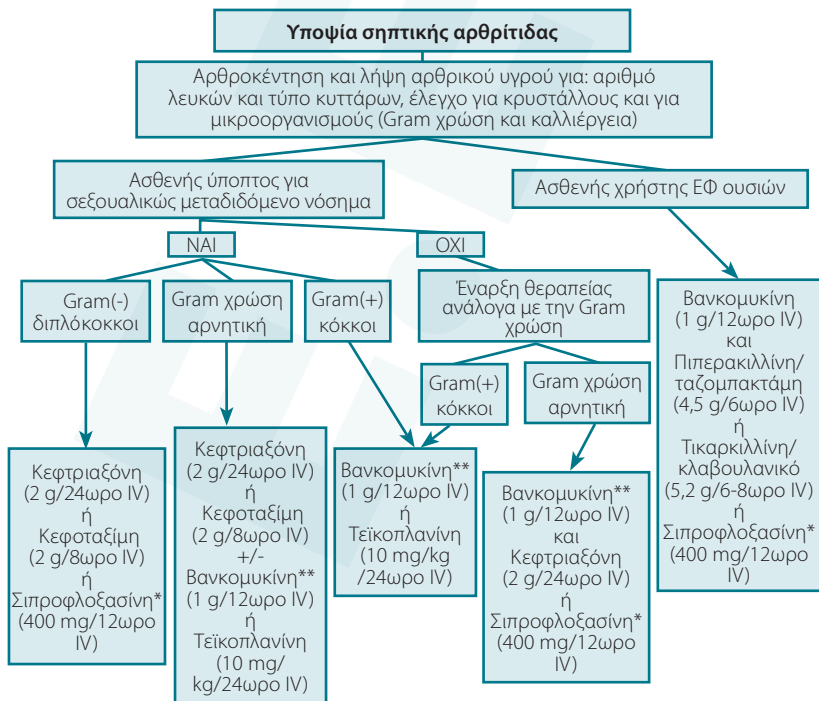 Υποψία σηπτικής αρθρίτιδας
Αρθροκέντηση και λήψη αρθρικού υγρού για: αριθμό
λευκών και τύπο κυττάρων, έλεγχο για κρυστάλλους και για
μικροοργανισμούς (Gram χρώση και καλλιέργεια)
Ασθενής ύποπτος για
σεξουαλικώς μεταδιδόμενο νόσημα
Ασθενής χρήστης ΕΦ ουσιών
ΝΑΙ
ΟΧΙ
Gram(-)
διπλόκοκκοι
Gram χρώση
αρνητική
Gram(+)
κόκκοι
Έναρξη θεραπείας
ανάλογα με την Gram
χρώση
Gram(+)
κόκκοι
Gram χρώση
αρνητική
Κεφτριαξόνη
(2 g/24ωρο IV)
ή
Κεφοταξίμη
(2 g/8ωρο IV)
ή
Σιπροφλοξασίνη*
(400 mg/12ωρο
IV)
Κεφτριαξόνη
(2 g/24ωρο IV)
ή
Κεφοταξίμη
(2 g/8ωρο IV)
+/-
Βανκομυκίνη**
(1 g/12ωρο IV)
ή
Τεϊκοπλανίνη
(10 mg/
kg/24ωρο IV)
Βανκομυκίνη**
(1 g/12ωρο IV)
ή
Τεϊκοπλανίνη
(10 mg/kg
/24ωρο IV)
Βανκομυκίνη**
(1 g/12ωρο IV)
και
Κεφτριαξόνη
(2 g/24ωρο IV)
ή
Σιπροφλοξασίνη*
(400 mg/12ωρο
IV)
Βανκομυκίνη
(1 g/12ωρο IV)
και
Πιπερακιλλίνη/
ταζομπακτάμη
(4,5 g/6ωρο IV)
ή
Τικαρκιλλίνη/
κλαβουλανικό
(5,2 g/6-8ωρο IV)
ή
Σιπροφλοξασίνη*
(400 mg/12ωρο
IV)